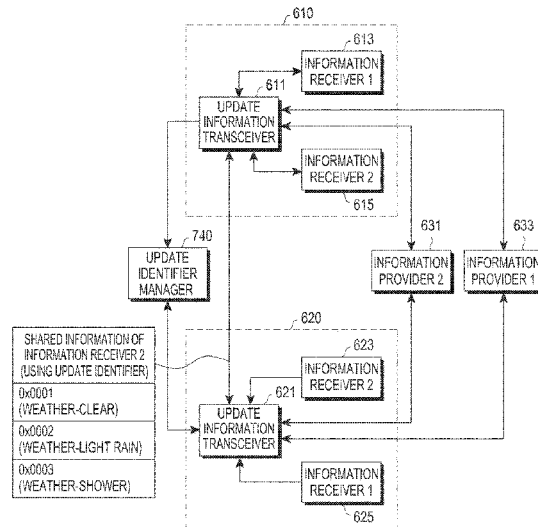 610
613
INFORMATION
RECEIVER 1
611
UPDATE
INFORMATION
TRANSCEIVER
INFORMATION
RECEIVER 2
615
740
UPDATE
IDENTIFIER
MANAGER
631
INFORMATION
PROVIDER 2
633
INFORMATION
PROVIDER 1
SHARED INFORMATION OF
INFORMATION RECEIVER 2
(USING UPDATE IDENTIFIER)
0x0001
(WEATHER-CLEAR)
0x0002
(WEATHER-LIGHT RAIN)
0x0003
(WEATHER-SHOWER)
620
623
INFORMATION
RECEIVER 2
621
UPDATE
INFORMATION
TRANSCEIVER
INFORMATION
RECEIVER 1
625